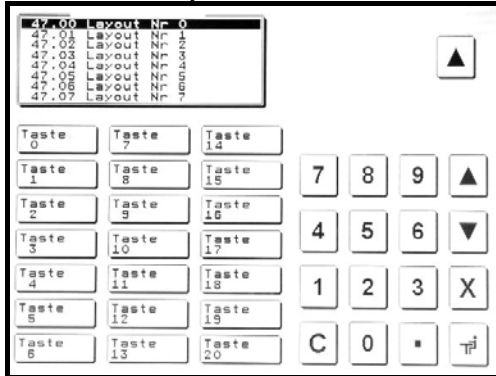 47.00 Layout Nr 0
47.01 Layout Nr 1
47.02 Layout Nr 2
47.03 Layout Nr 3
47.04 Layout Nr 4
47.05 Layout Nr 5
47.06 Layout Nr 6
47.07 Layout Nr 7
Taste 0
Taste 7
Taste 14
Taste 1
Taste 8
Taste 15
Taste 2
Taste 9
Taste 16
Taste 3
Taste 10
Taste 17
Taste 4
Taste 11
Taste 18
Taste 5
Taste 12
Taste 19
Taste 6
Taste 13
Taste 20
7 8 9
4 5 6
1 2 3 X
C 0 .